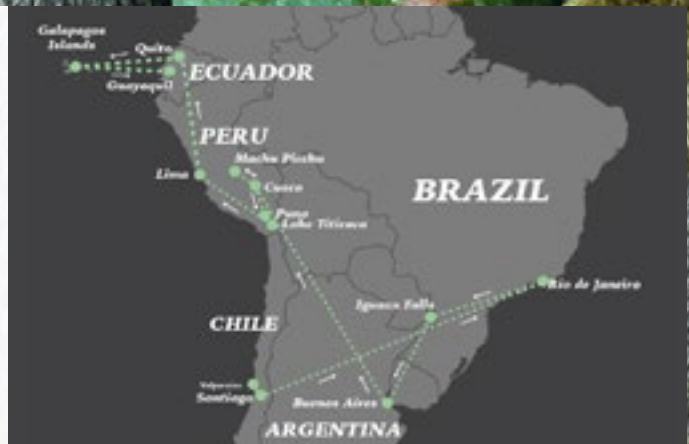 Galapagos
Islands
Quito
Guayaquil
ECUADOR
PERU
Machu Picchu
Lima
Cusco
Puno
Lake Titicaca
BRAZIL
Rio de Janeiro
Iguacu Falls
CHILE
Valparaiso
Santiago
Buenos Aires
ARGENTINA